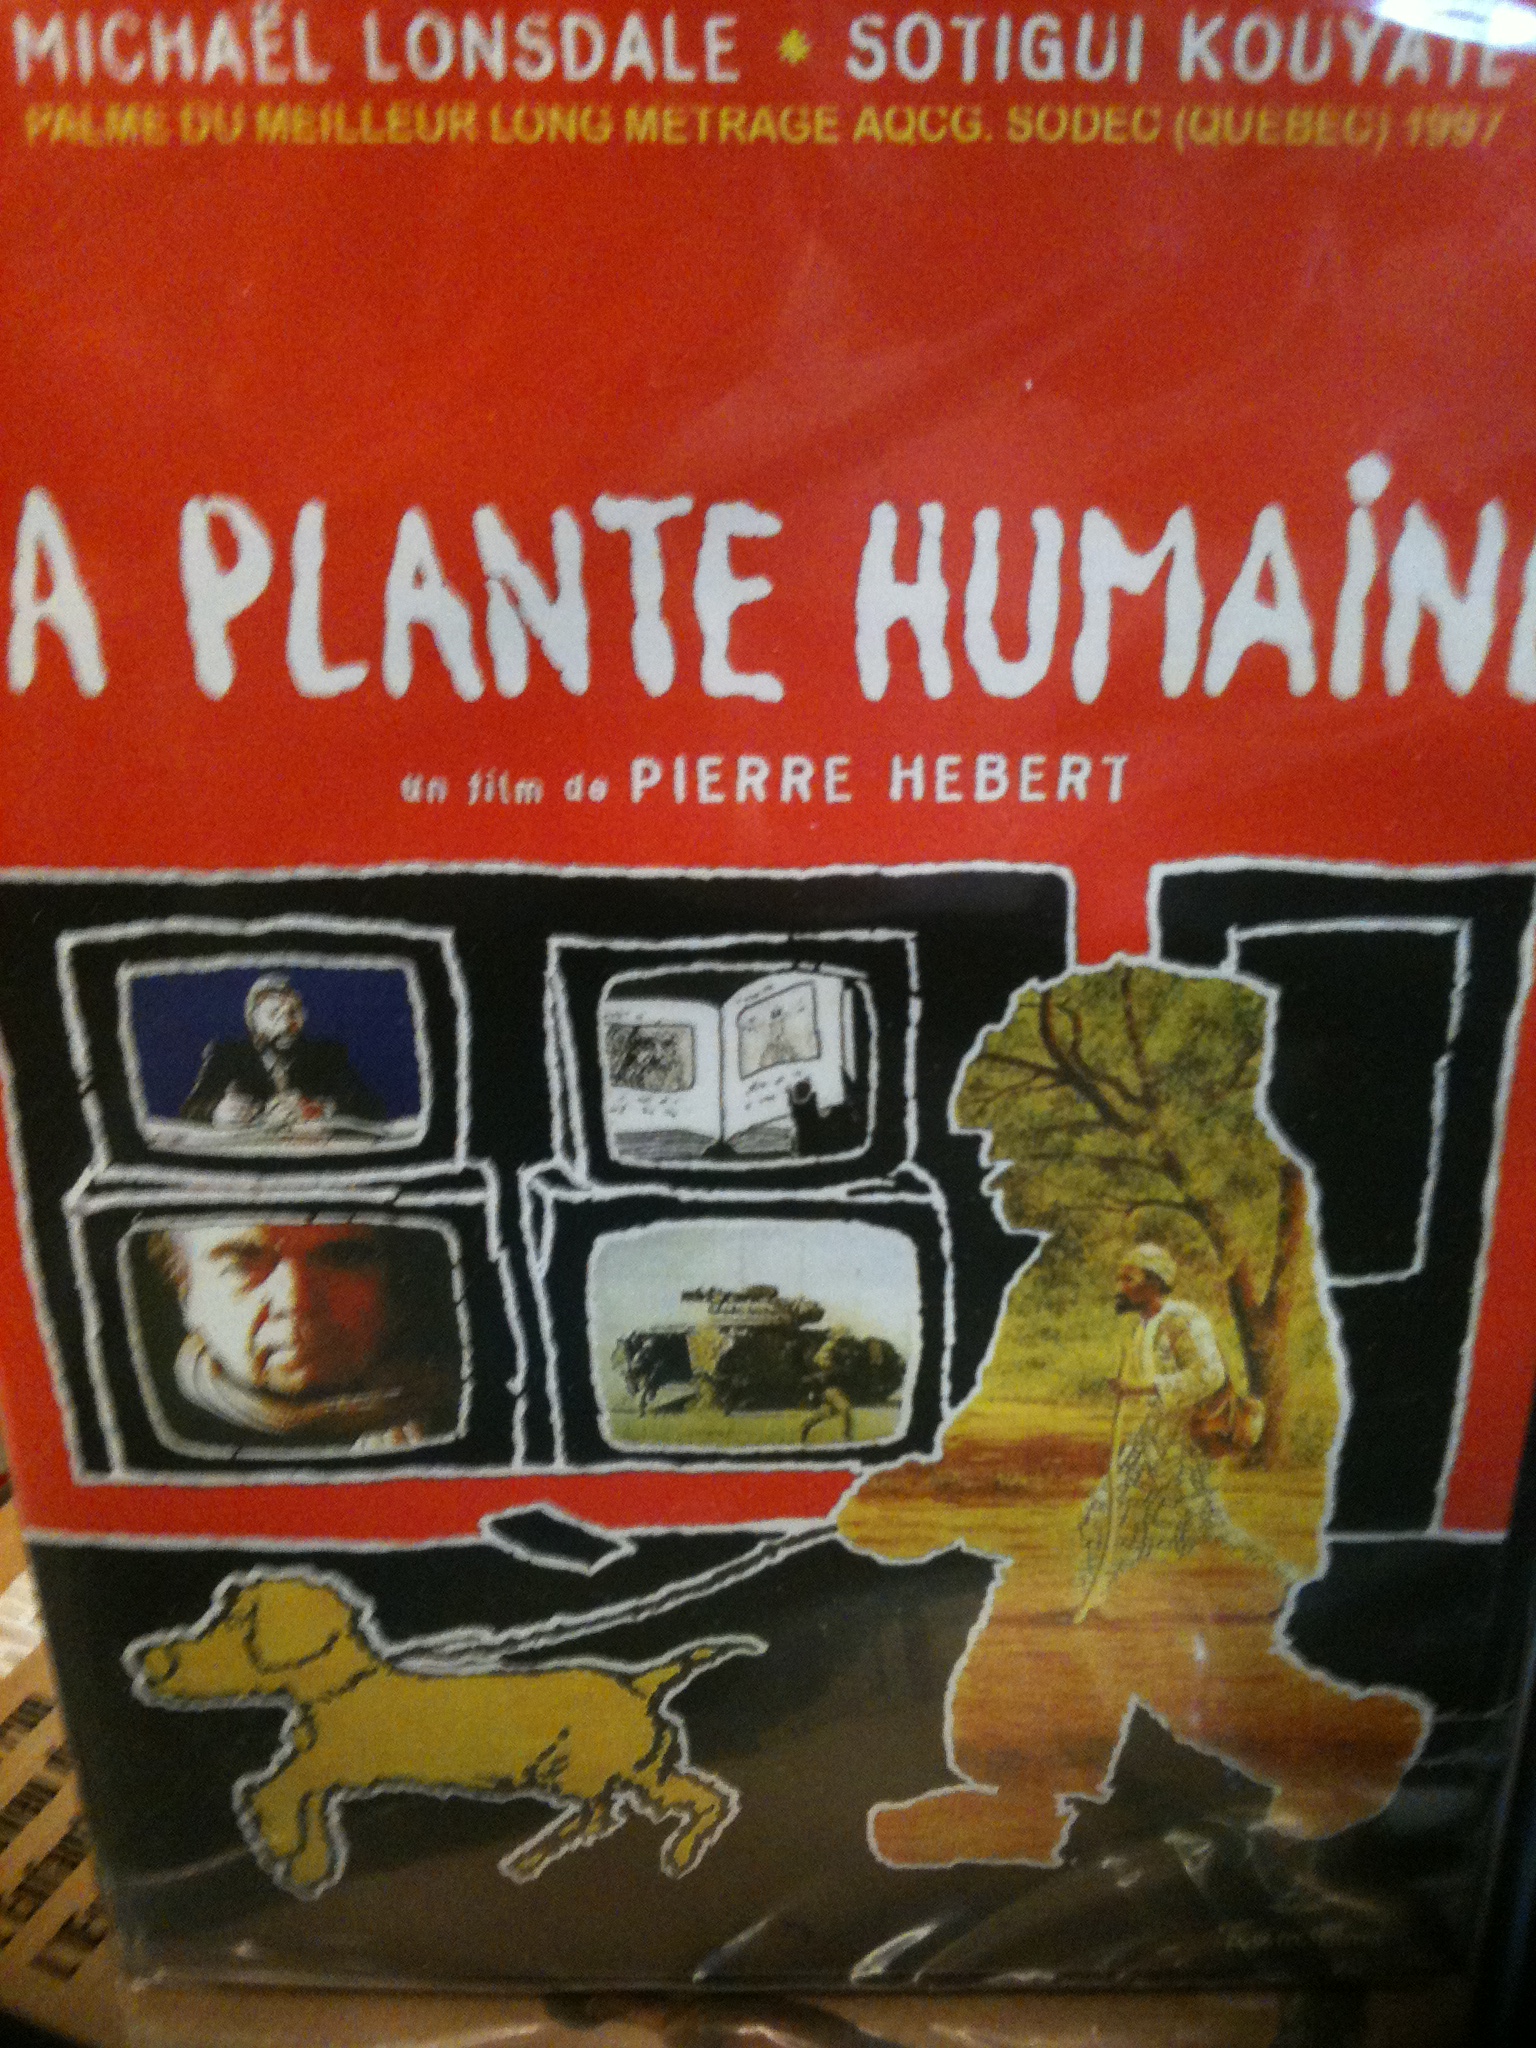 MICHAËL LONSDALE * SOTIGUI KOUYATE
PALME DU MEILLEUR LONG METRAGE AQCG. SODEC (QUEBEC) 1997
A PLANTE HUMAINE
un film de PIERRE HEBERT